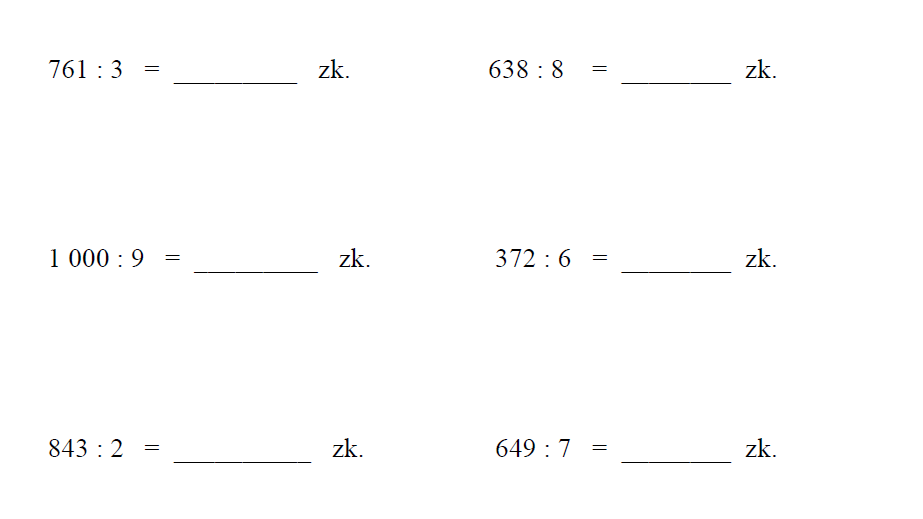 761 : 3 = _________ zk. 638 : 8 = ________ zk.
1 000 : 9 = _________ zk. 372 : 6 = ________ zk.
843 : 2 = __________ zk. 649 : 7 = ________ zk.